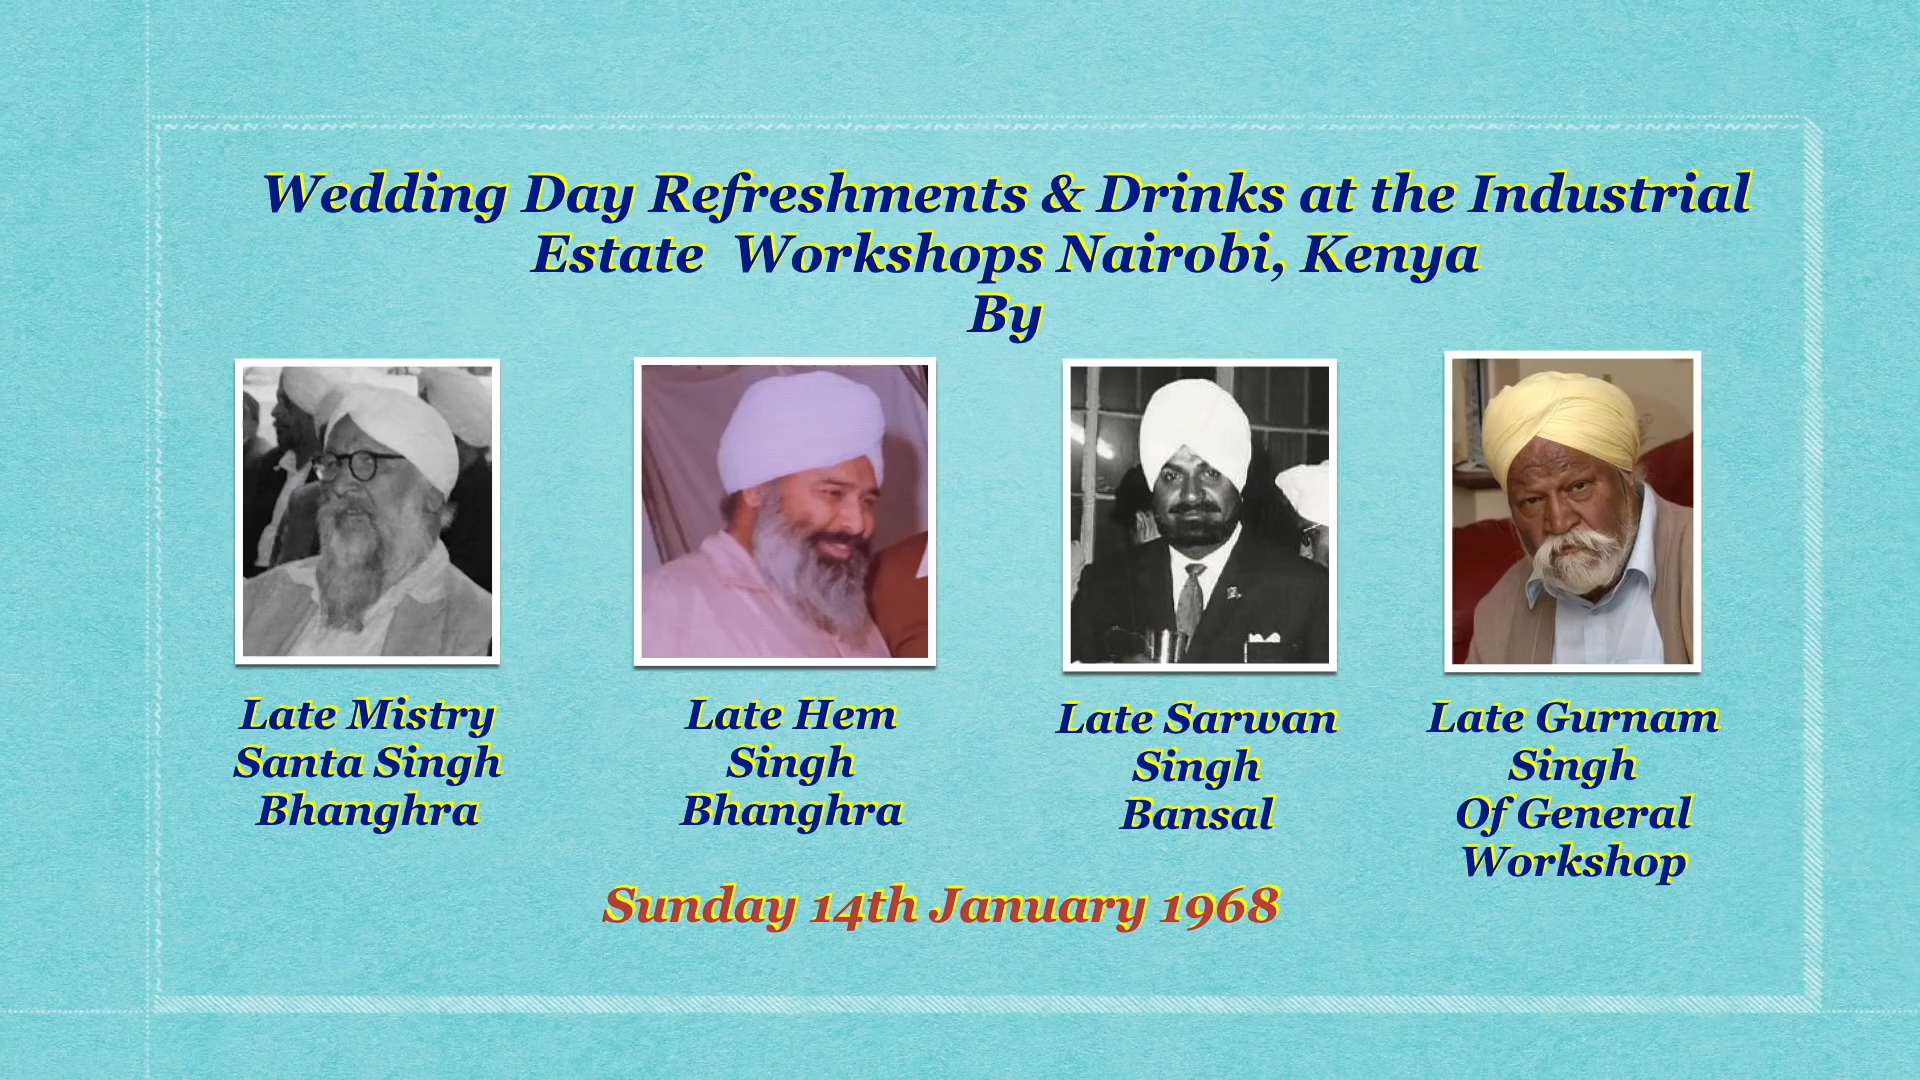 Wedding Day Refreshments & Drinks at the Industrial
Estate Workshops Nairobi, Kenya
By
Late Mistry
Santa Singh
Bhanghra
Late Hem
Singh
Bhanghra
Late Sarwan
Singh
Bansal
Late Gurnam
Singh
Of General
Workshop
Sunday 14th January 1968